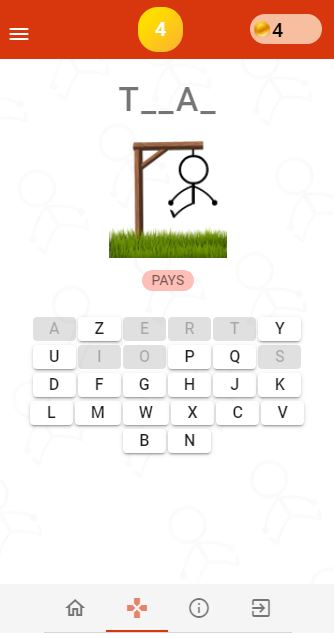 4
4
T__A_
PAYS
A Z E R T Y
U I O P Q S
D F G H J K
L M W X C V
B N